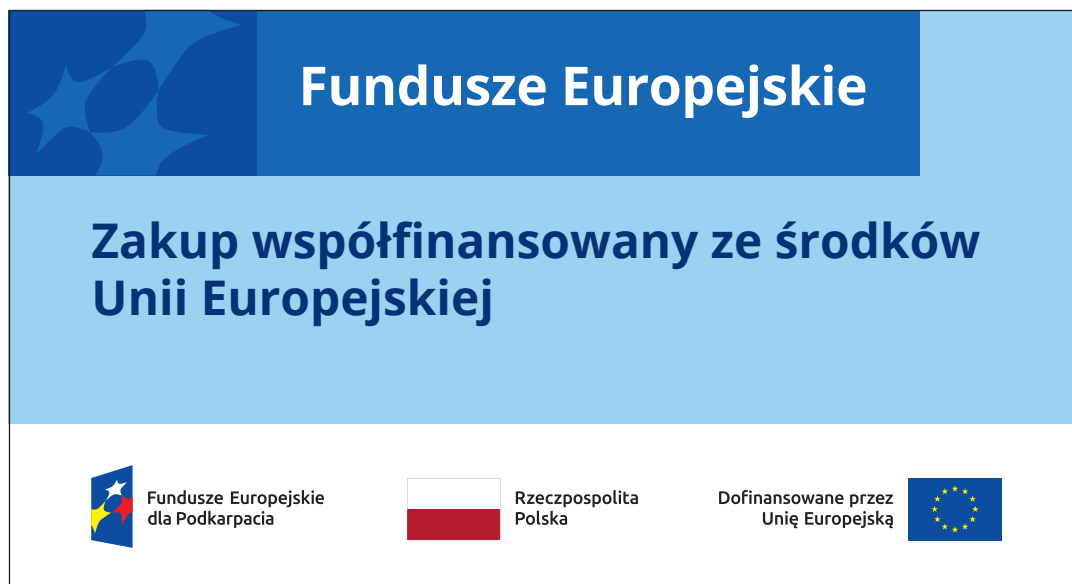 Fundusze Europejskie
Zakup współfinansowany ze środków
Unii Europejskiej
Fundusze Europejskie
dla Podkarpacia
Rzeczpospolita
Polska
Dofinansowane przez
Unię Europejską